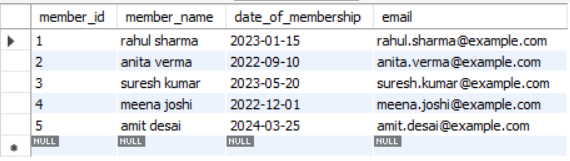 member_id member_name date_of_membership email
1 rahul sharma 2023-01-15 rahul.sharma@example.com
2 anita verma 2022-09-10 anita.verma@example.com
3 suresh kumar 2023-05-20 suresh.kumar@example.com
4 meena joshi 2022-12-01 meena.joshi@example.com
5 amit desai 2024-03-25 amit.desai@example.com
NULL NULL NULL NULL